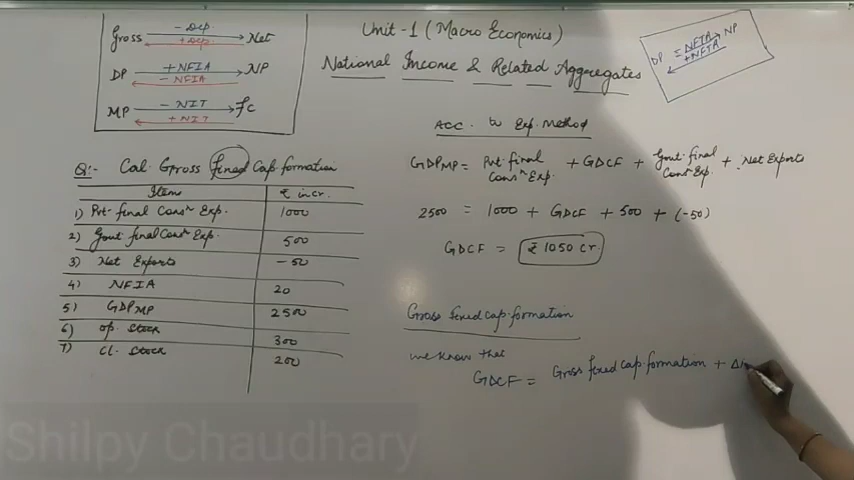 Gross - Dep. Net
+ Dep.
DP + NFIA NP
- NFIA
MP - NIT FC
+ NIT
Unit-1 (Macro Economics)
National Income & Related Aggregates
DP = NFIA NP
+NFIA
Q:- Cal. Gross fixed Cap. formation
Items ₹ in cr.
1) Pvt. final Consn Exp. 1000
2) Govt final Consn Exp. 500
3) Net Exports -50
4) NFIA 20
5) GDPMP 2500
6) op. Stock 300
7) Cl. Stock 200
Acc. to Exp. Method
GDPMP = Pvt. final Consn Exp. + GDCF + Govt. final Consn Exp. + Net Exports
2500 = 1000 + GDCF + 500 + (-50)
GDCF = ₹ 1050 cr.
Gross fixed cap. formation
we know that
GDCF = Gross fixed cap formation + Δ
Shilpy Chaudhary